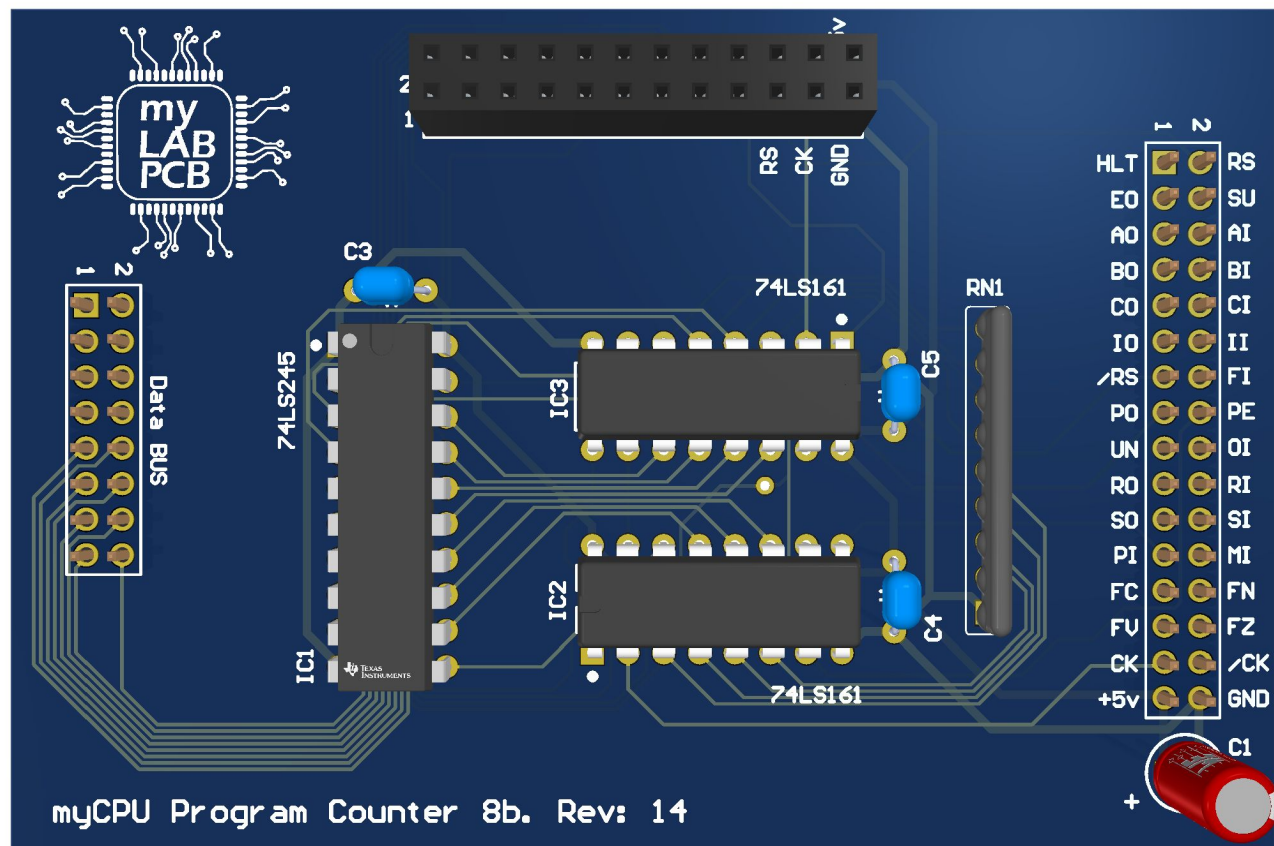 my
LAB
PCB
2
1
RS
CK
GND
1 2
HLT RS
EO SU
AO AI
BO BI
CO CI
IO II
/RS FI
PO PE
UN OI
RO RI
SO SI
PI MI
FC FN
FV FZ
CK /CK
+5v GND
C1
+
C3
74LS161
RN1
1 2
Data BUS
74LS245
IC3
C5
IC2
C4
IC1
TEXAS
INSTRUMENTS
74LS161
myCPU Program Counter 8b. Rev: 14